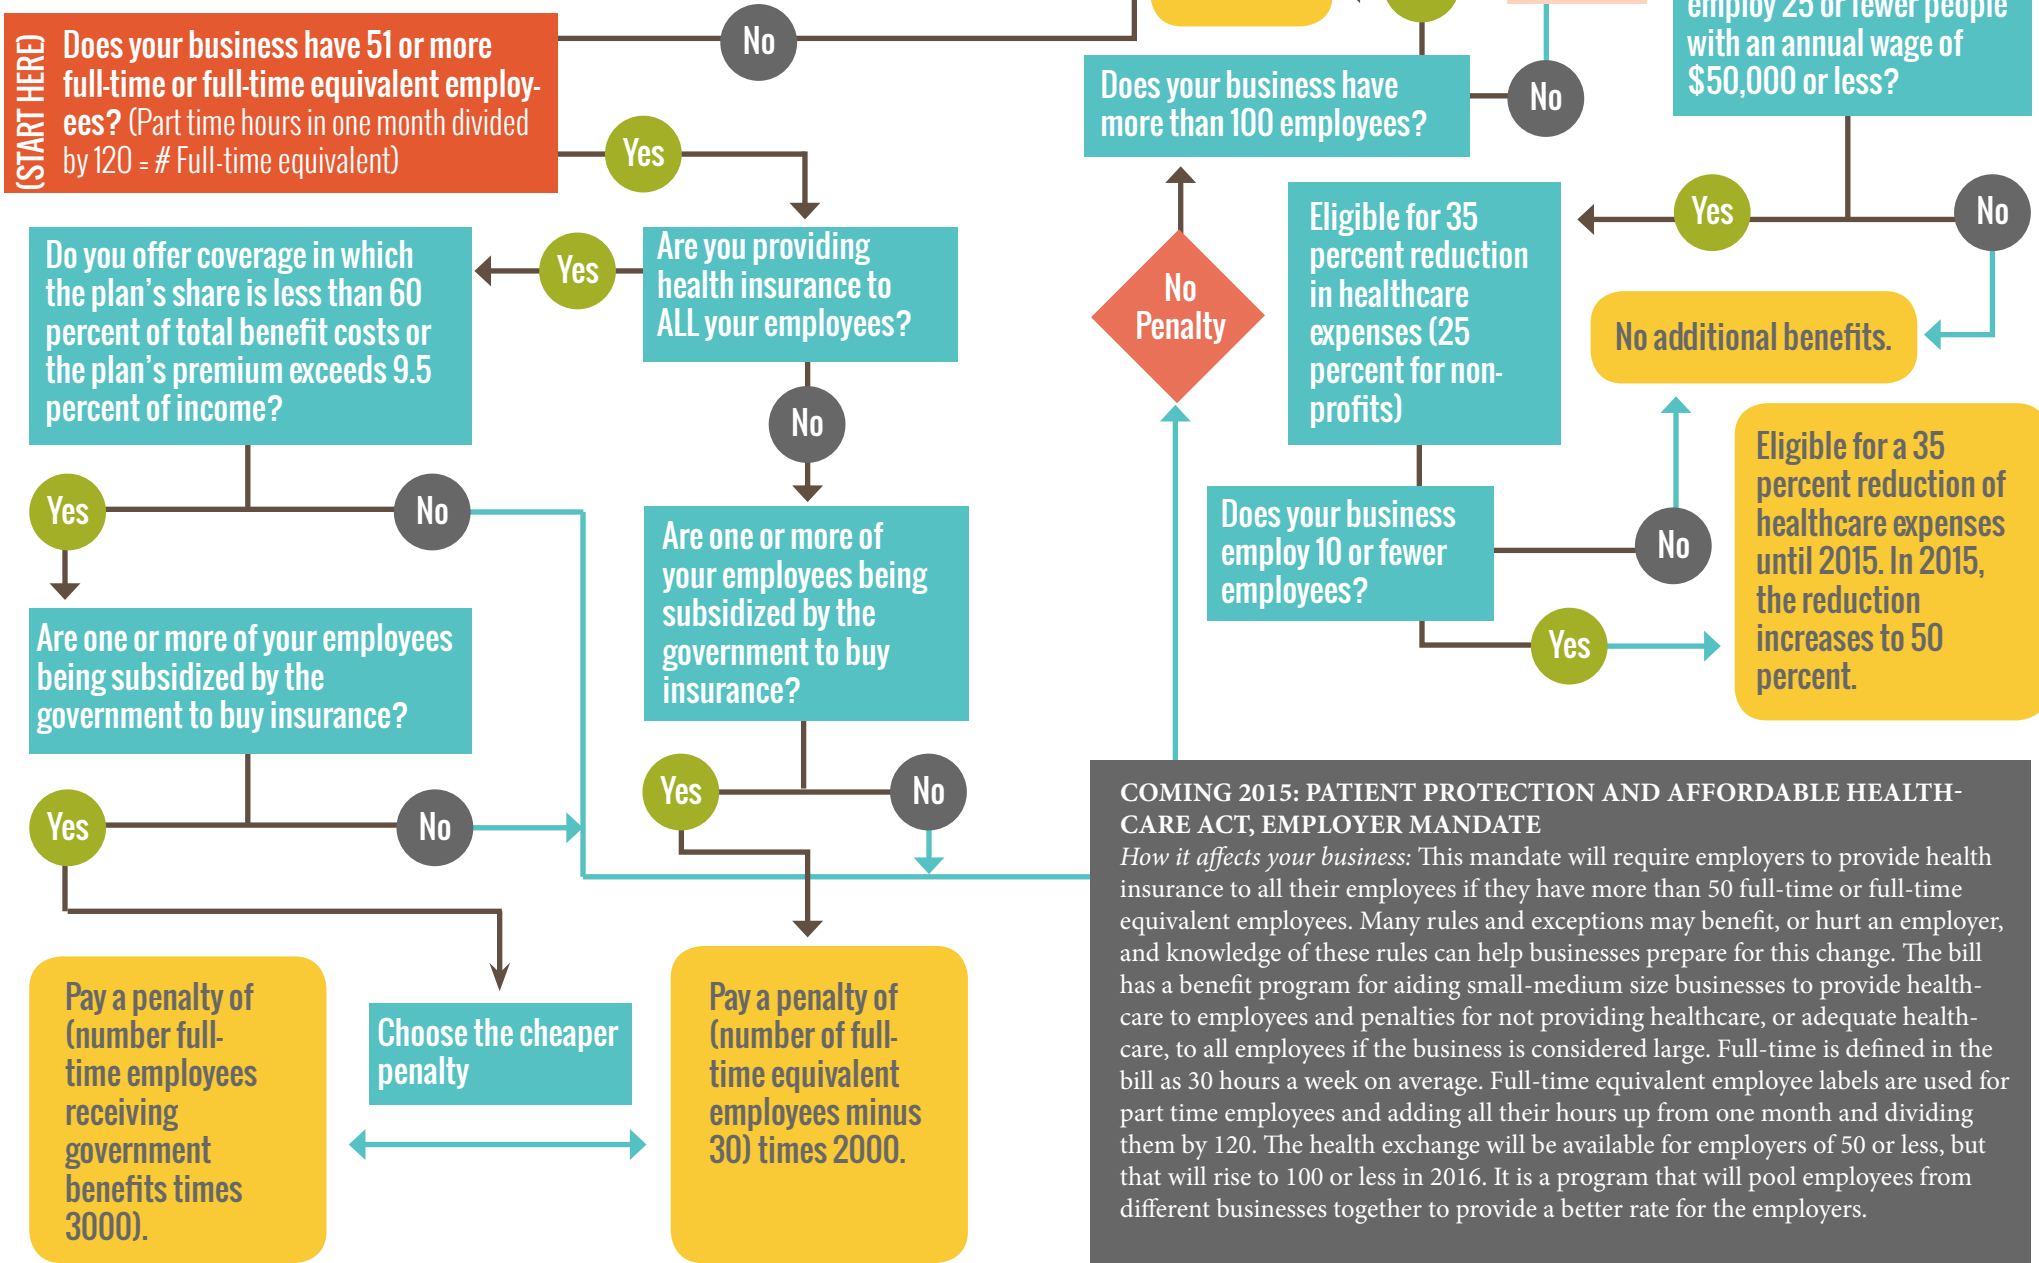 (START HERE)
Does your business have 51 or more
full-time or full-time equivalent employ-
ees? (Part time hours in one month divided
by 120 = # Full-time equivalent)
No
Yes
Are you providing
health insurance to
ALL your employees?
Yes
No
Do you offer coverage in which
the plan's share is less than 60
percent of total benefit costs or
the plan's premium exceeds 9.5
percent of income?
Yes
No
Are one or more of your employees
being subsidized by the
government to buy insurance?
Yes
No
Are one or more of
your employees being
subsidized by the
government to buy
insurance?
Yes
No
Pay a penalty of
(number full-
time employees
receiving
government
benefits times
3000).
Choose the cheaper
penalty
Pay a penalty of
(number of full-
time equivalent
employees minus
30) times 2000.
Does your business have
more than 100 employees?
No
No
Penalty
employ 25 or fewer people
with an annual wage of
$50,000 or less?
Yes
No
Eligible for 35
percent reduction
in healthcare
expenses (25
percent for non-
profits)
No additional benefits.
Does your business
employ 10 or fewer
employees?
No
Yes
Eligible for a 35
percent reduction of
healthcare expenses
until 2015. In 2015,
the reduction
increases to 50
percent.
COMING 2015: PATIENT PROTECTION AND AFFORDABLE HEALTH-
CARE ACT, EMPLOYER MANDATE
How it affects your business: This mandate will require employers to provide health
insurance to all their employees if they have more than 50 full-time or full-time
equivalent employees. Many rules and exceptions may benefit, or hurt an employer,
and knowledge of these rules can help businesses prepare for this change. The bill
has a benefit program for aiding small-medium size businesses to provide health-
care to employees and penalties for not providing healthcare, or adequate health-
care, to all employees if the business is considered large. Full-time is defined in the
bill as 30 hours a week on average. Full-time equivalent employee labels are used for
part time employees and adding all their hours up from one month and dividing
them by 120. The health exchange will be available for employers of 50 or less, but
that will rise to 100 or less in 2016. It is a program that will pool employees from
different businesses together to provide a better rate for the employers.